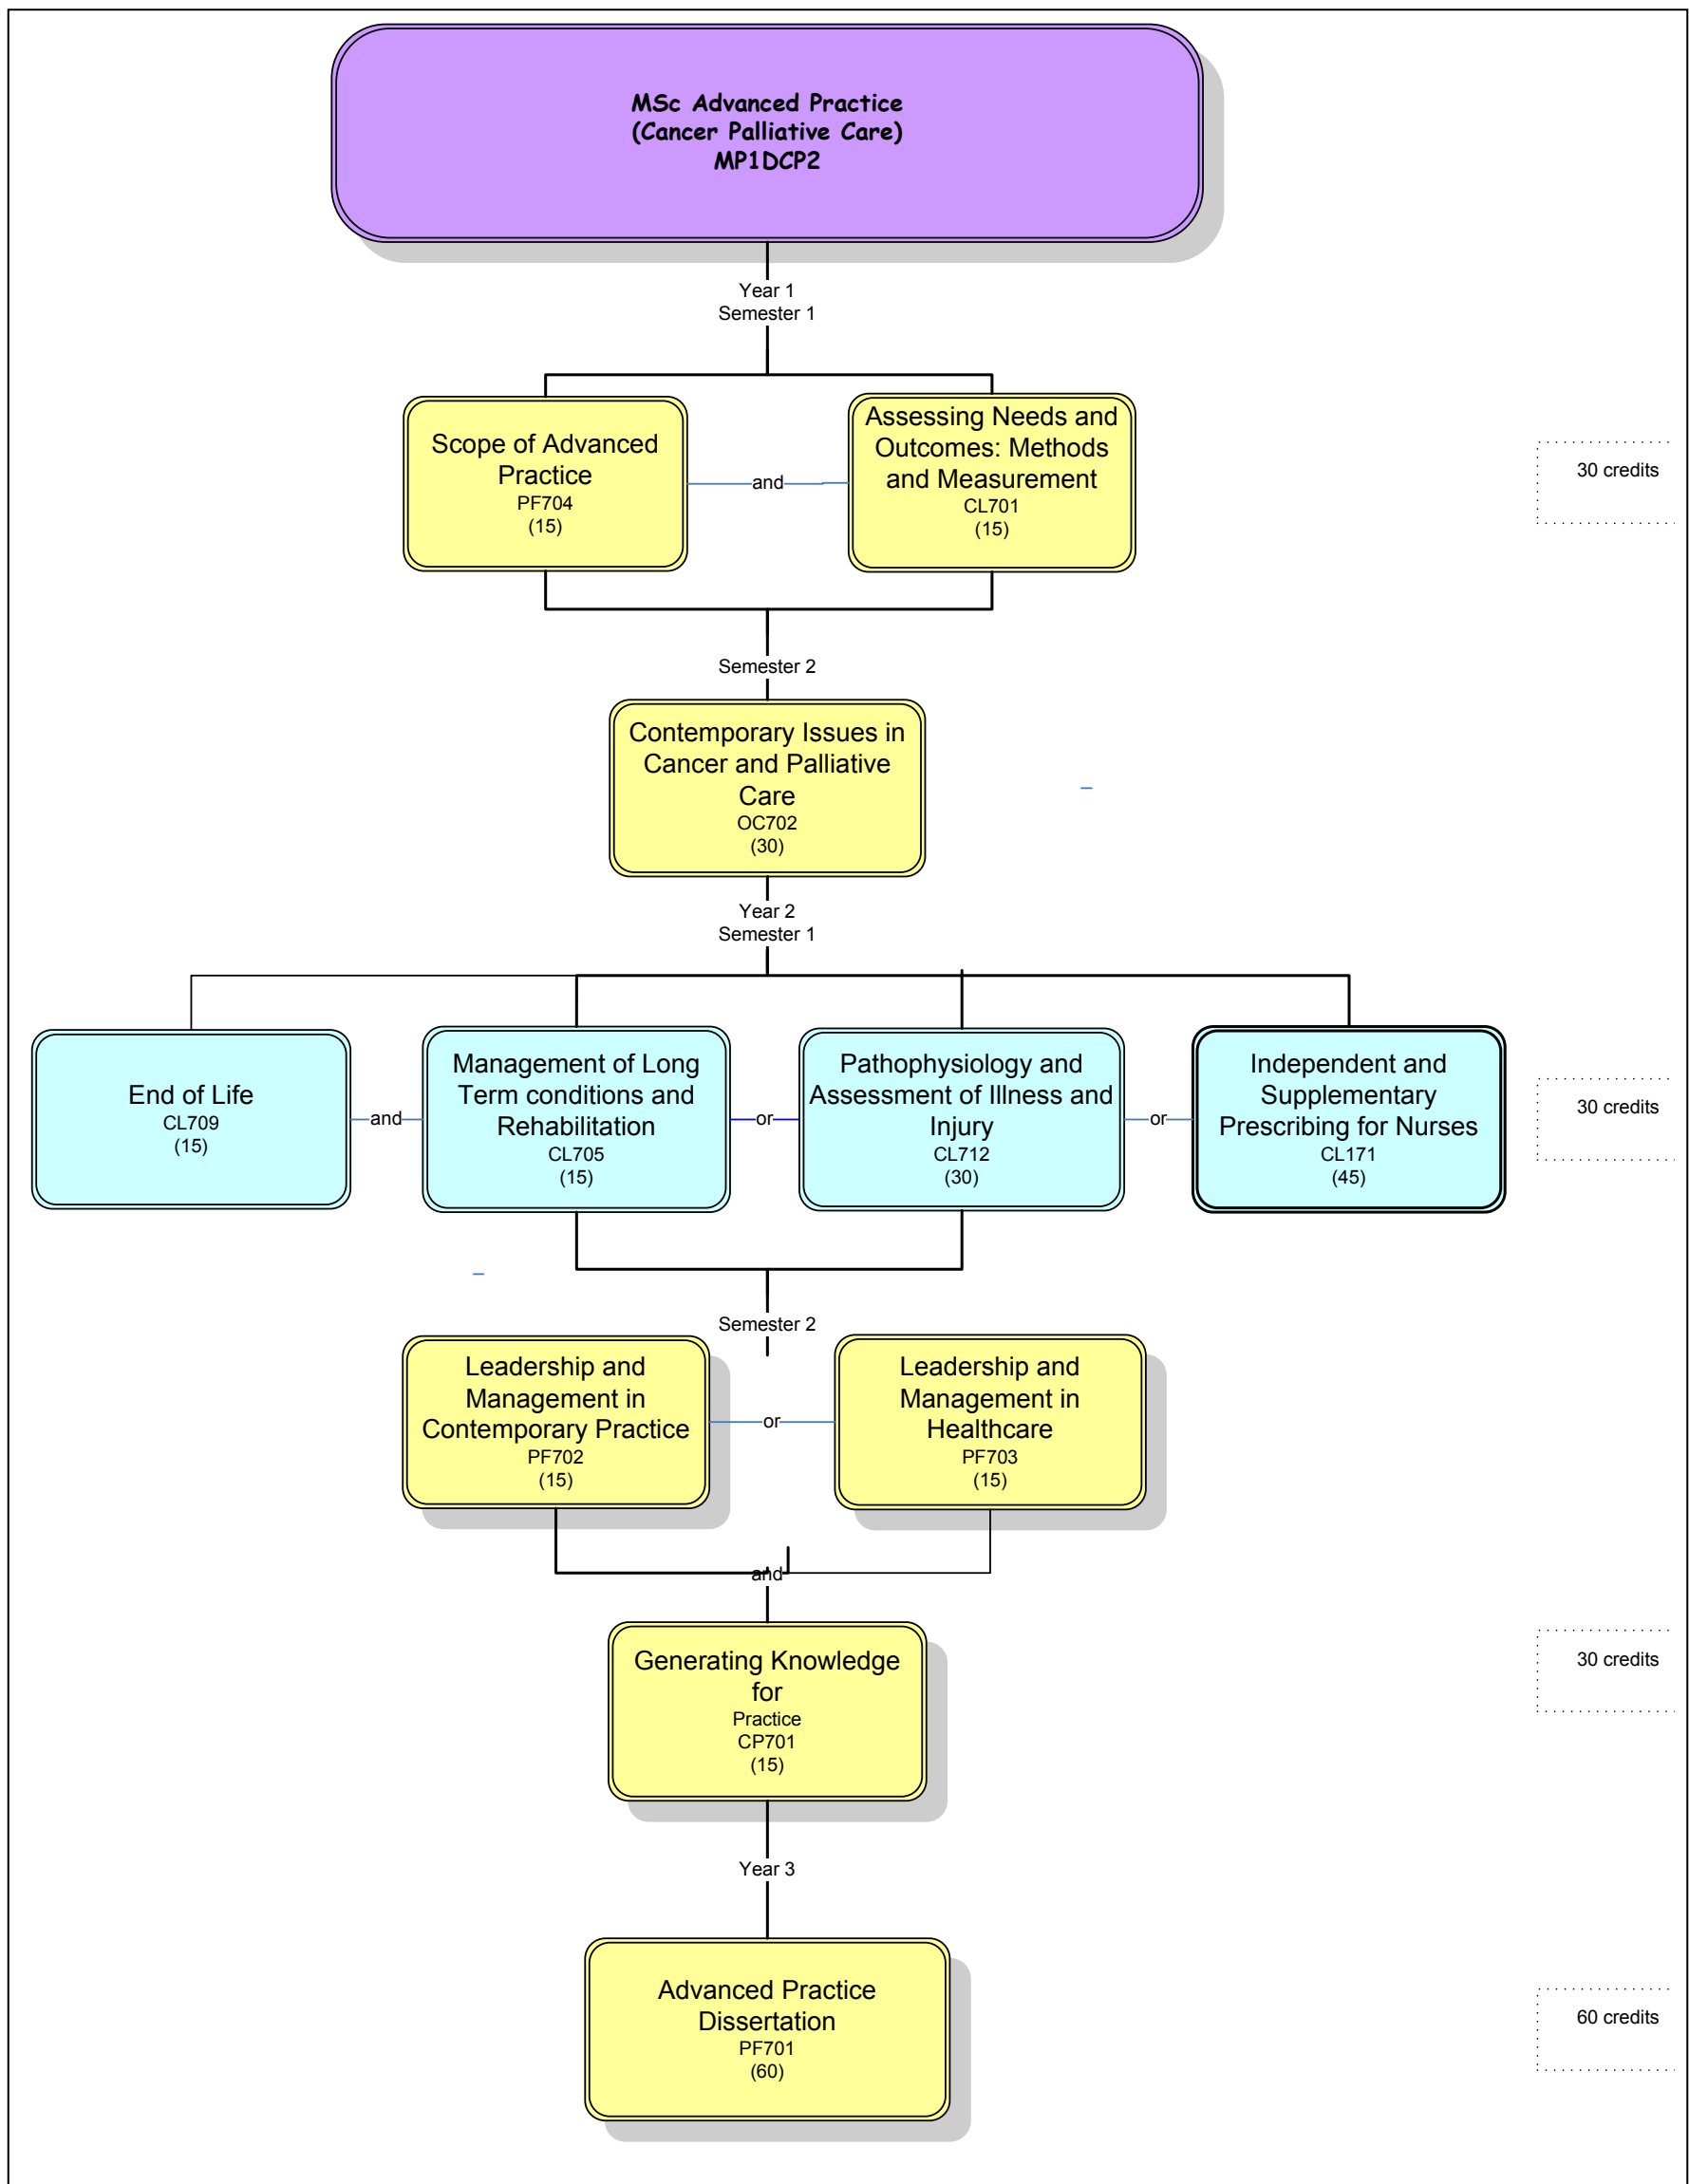 MSc Advanced Practice
(Cancer Palliative Care)
MP1DCP2
Year 1
Semester 1
Scope of Advanced
Practice
PF704
(15)
and
Assessing Needs and
Outcomes: Methods
and Measurement
CL701
(15)
30 credits
Semester 2
Contemporary Issues in
Cancer and Palliative
Care
OC702
(30)
Year 2
Semester 1
End of Life
CL709
(15)
and
Management of Long
Term conditions and
Rehabilitation
CL705
(15)
or
Pathophysiology and
Assessment of Illness and
Injury
CL712
(30)
or
Independent and
Supplementary
Prescribing for Nurses
CL171
(45)
30 credits
Semester 2
Leadership and
Management in
Contemporary Practice
PF702
(15)
or
Leadership and
Management in
Healthcare
PF703
(15)
and
Generating Knowledge
for
Practice
CP701
(15)
30 credits
Year 3
Advanced Practice
Dissertation
PF701
(60)
60 credits